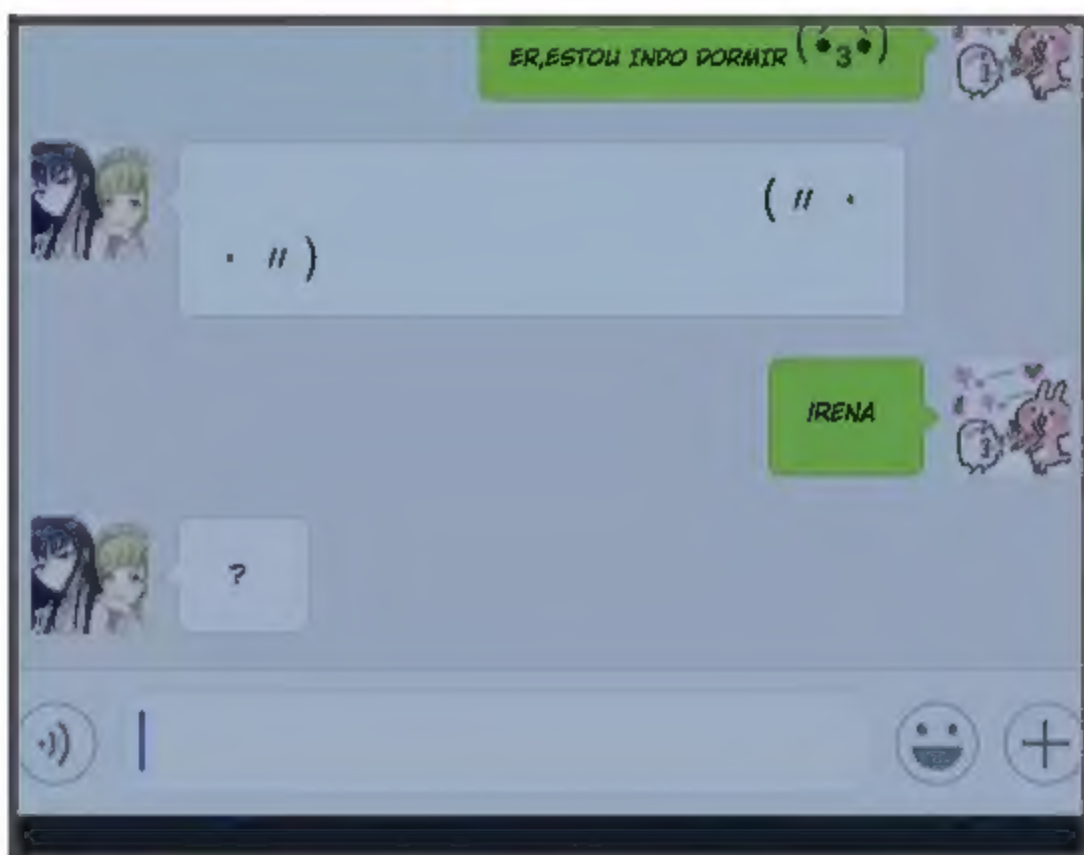 ER,ESTOU INDO DORMIR (•́3•̀)
( // ·
· // )
IRENA
?